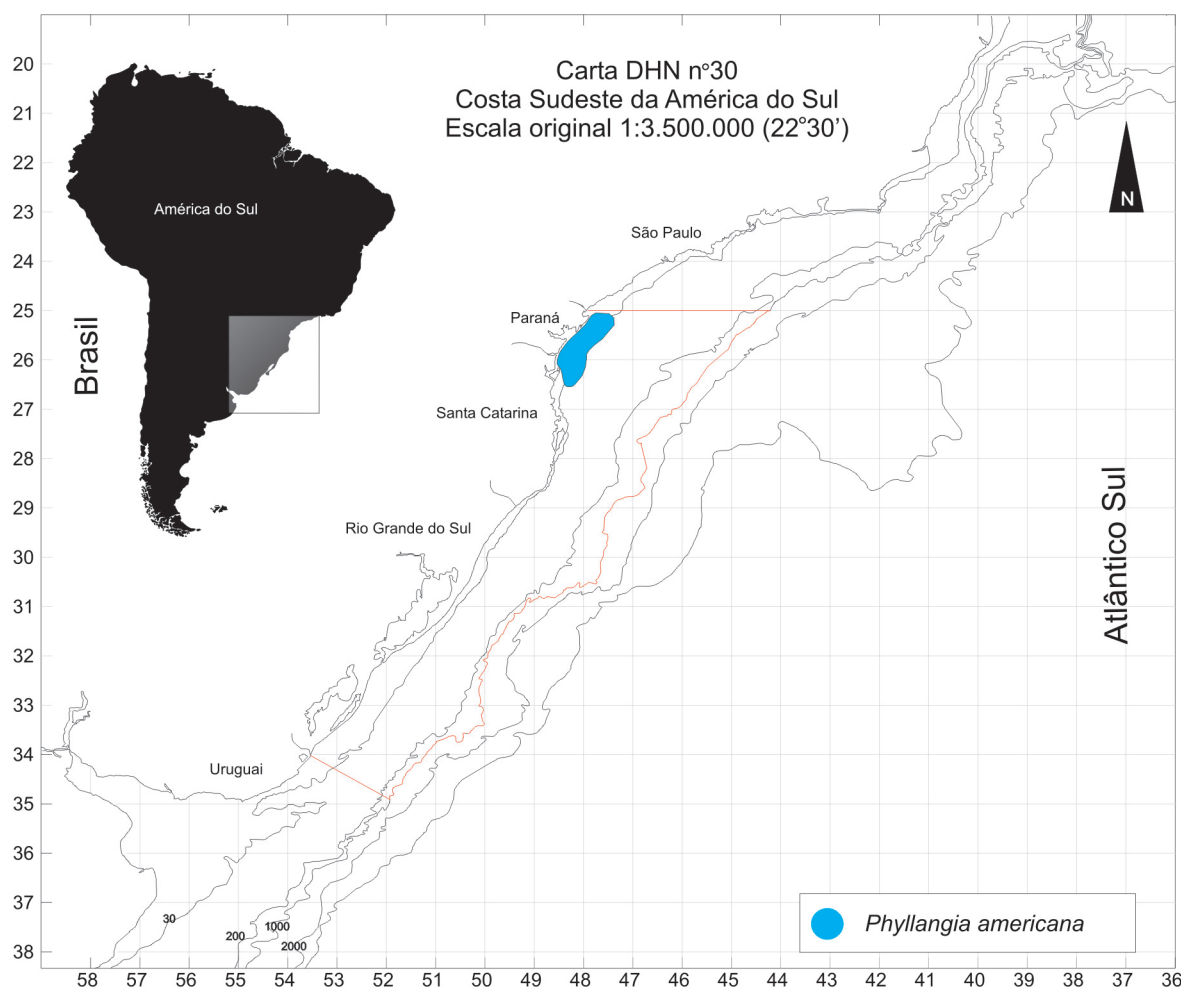 Carta DHN nº30
Costa Sudeste da América do Sul
Escala original 1:3.500.000 (22°30')
América do Sul
Brasil
N
São Paulo
Paraná
Santa Catarina
Rio Grande do Sul
Uruguai
Atlântico Sul
30
200
1000
2000
Phyllangia americana
20
21
22
23
24
25
26
27
28
29
30
31
32
33
34
35
36
37
38
58 57 56 55 54 53 52 51 50 49 48 47 46 45 44 43 42 41 40 39 38 37 36